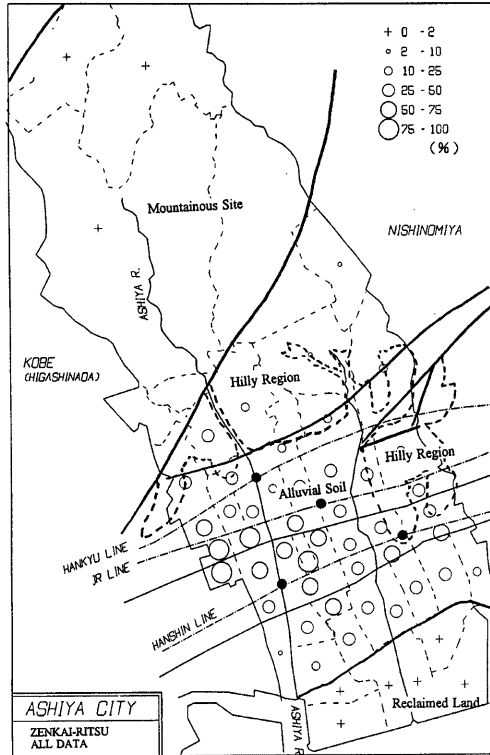 + 0 - 2
2 - 10
10 - 25
25 - 50
50 - 75
75 - 100
(%)
Mountainous Site
NISHINOMIYA
ASHIYA R.
KOBE
(HIGASHINADA)
Hilly Region
Hilly Region
Alluvial Soil
HANKYU LINE
JR LINE
HANSHIN LINE
Reclaimed Land
ASHIYA R.
ASHIYA CITY
ZENKAI-RITSU
ALL DATA